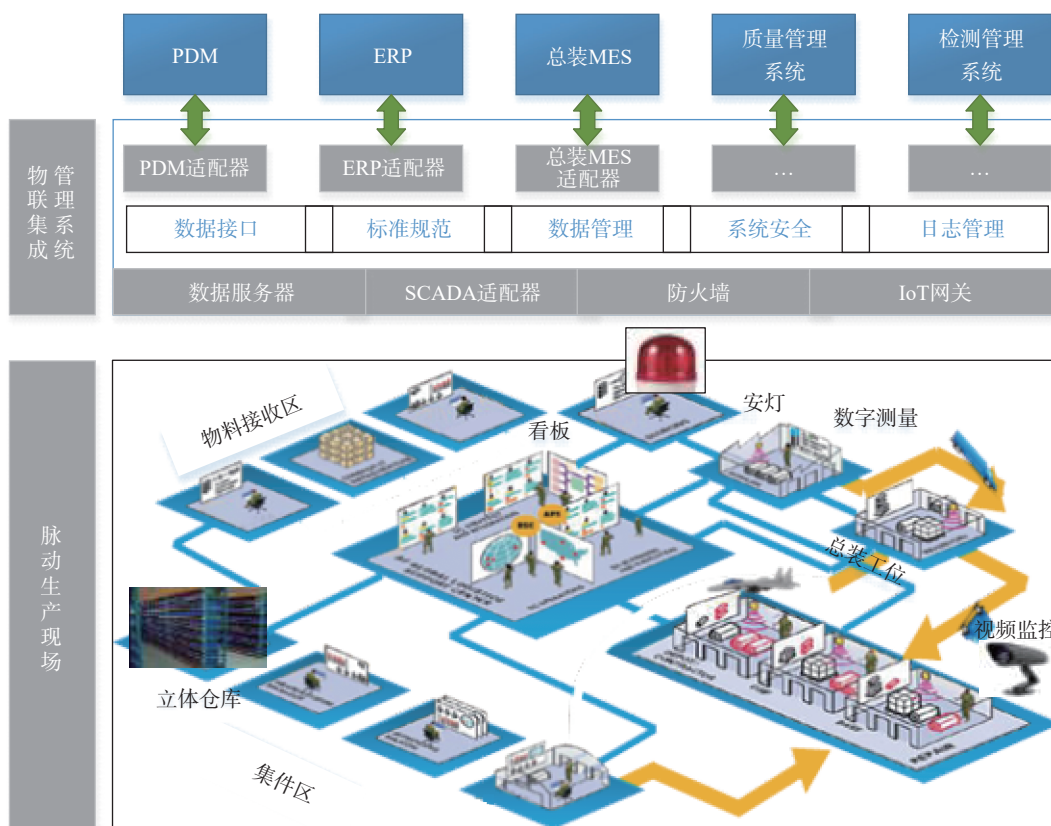 PDM
ERP
总装MES
质量管理
系统
检测管理
系统
物联集成
管理系统
PDM适配器
ERP适配器
总装MES
适配器
…
…
数据接口
标准规范
数据管理
系统安全
日志管理
数据服务器
SCADA适配器
防火墙
IoT网关
脉动生产现场
物料接收区
看板
安灯
数字测量
总装工位
视频监控
立体仓库
集件区
REPAIR